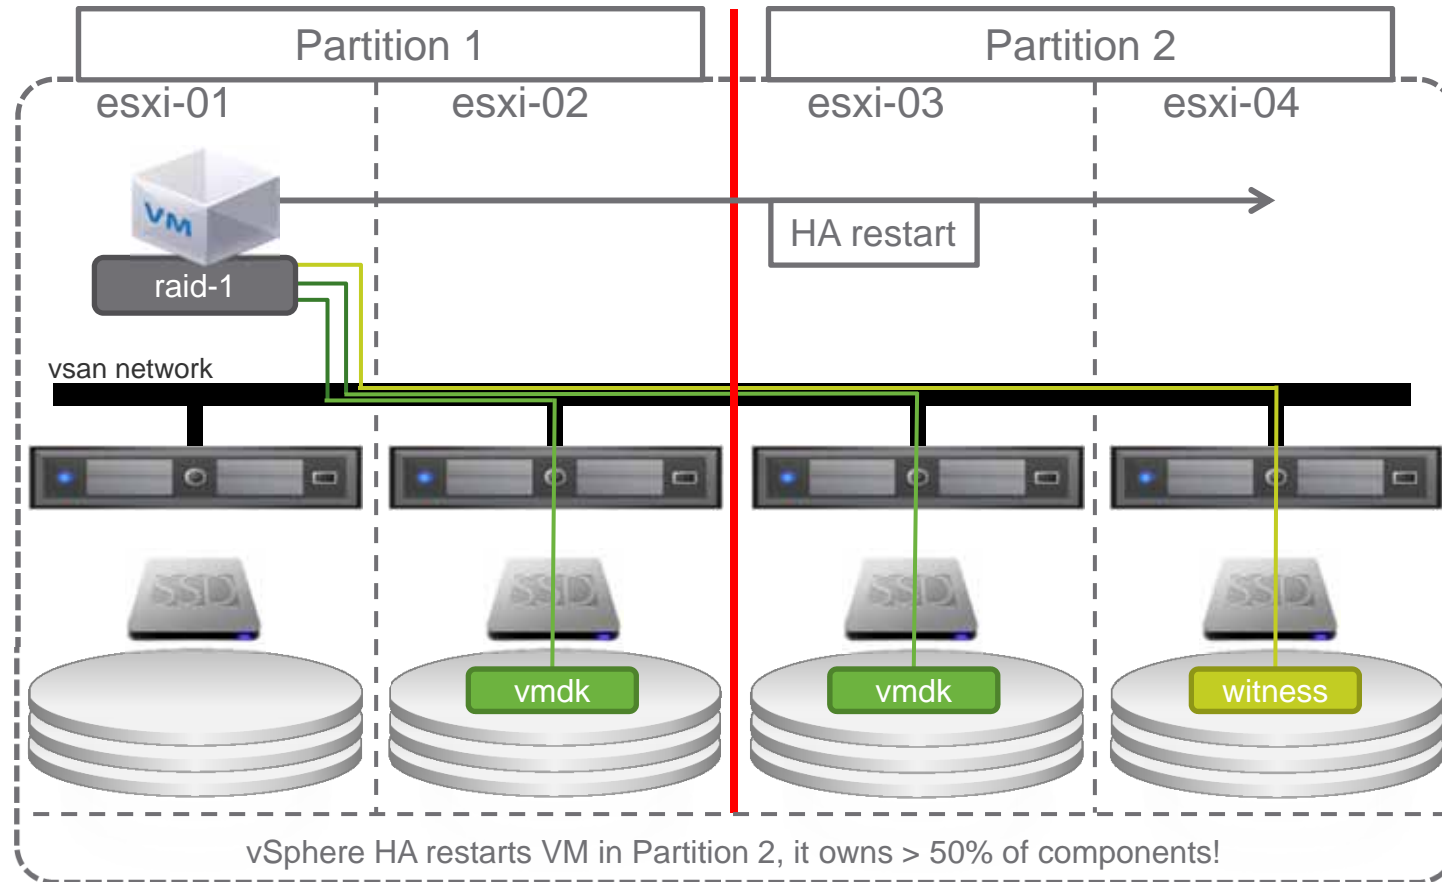 Partition 1
Partition 2
esxi-01
esxi-02
esxi-03
esxi-04
VM
HA restart
raid-1
vsan network
SSD
SSD
SSD
SSD
vmdk
vmdk
witness
vSphere HA restarts VM in Partition 2, it owns > 50% of components!